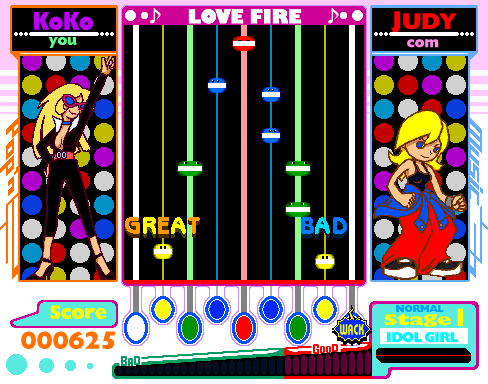 LOVE FIRE
KoKo
you
JUDY
com
GREAT
BAD
Score
000625
WACK
BAD
GOOD
NORMAL
Stage 1
IDOL GIRL